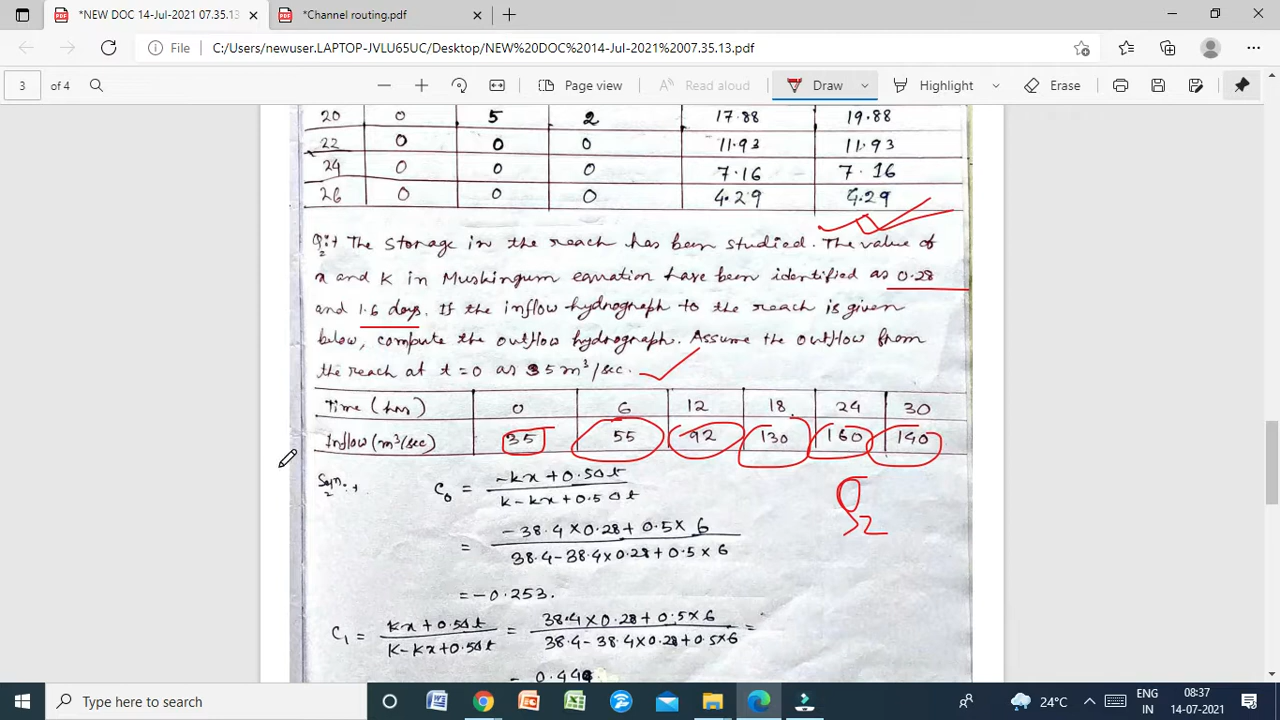 *NEW DOC 14-Jul-2021 07.35.13.pdf
*Channel routing.pdf
File
C:/Users/newuser.LAPTOP-JVLU65UC/Desktop/NEW%20DOC%2014-Jul-2021%2007.35.13.pdf
3 of 4
Page view
Read aloud
Draw
Highlight
Erase
20 0 5 2 17.88 19.88
22 0 0 0 11.93 11.93
24 0 0 0 7.16 7.16
26 0 0 0 4.29 4.29
Q:2→ The storage in the reach has been studied. The value of
x and K in Muskingum equation have been identified as 0.28
and 1.6 days. If the inflow hydrograph to the reach is given
below, compute the outflow hydrograph. Assume the outflow from
the reach at t=0 as 35 m³/sec.
Time (hrs) 0 6 12 18 24 30
Inflow (m³/sec) 35 55 92 130 160 140
C₀ = -kx + 0.5Δt / K-kx+0.5Δt
= -38.4×0.28+0.5×6 / 38.4-38.4×0.28+0.5×6
= -0.253.
C₁ = kx+0.5Δt / K-kx+0.5Δt = 38.4×0.28+0.5×6 / 38.4-38.4×0.28+0.5×6 =
Type here to search
24°C
ENG
IN
08:37
14-07-2021